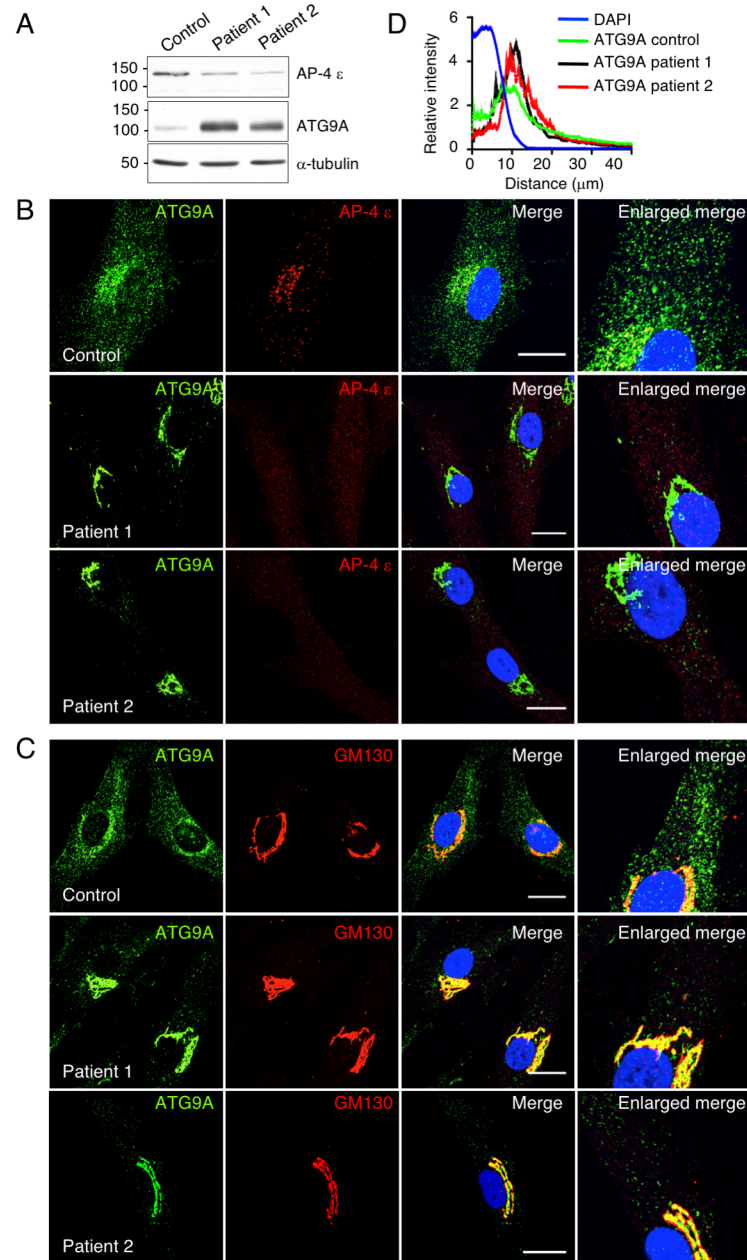 A
Control
Patient 1
Patient 2
150
100
AP-4 ε
150
100
ATG9A
50
α-tubulin
D
6
4
2
0
Relative intensity
0
10
20
30
40
Distance (μm)
DAPI
ATG9A control
ATG9A patient 1
ATG9A patient 2
B
ATG9A
AP-4 ε
Merge
Enlarged merge
Control
ATG9A
AP-4 ε
Merge
Enlarged merge
Patient 1
ATG9A
AP-4 ε
Merge
Enlarged merge
Patient 2
C
ATG9A
GM130
Merge
Enlarged merge
Control
ATG9A
GM130
Merge
Enlarged merge
Patient 1
ATG9A
GM130
Merge
Enlarged merge
Patient 2